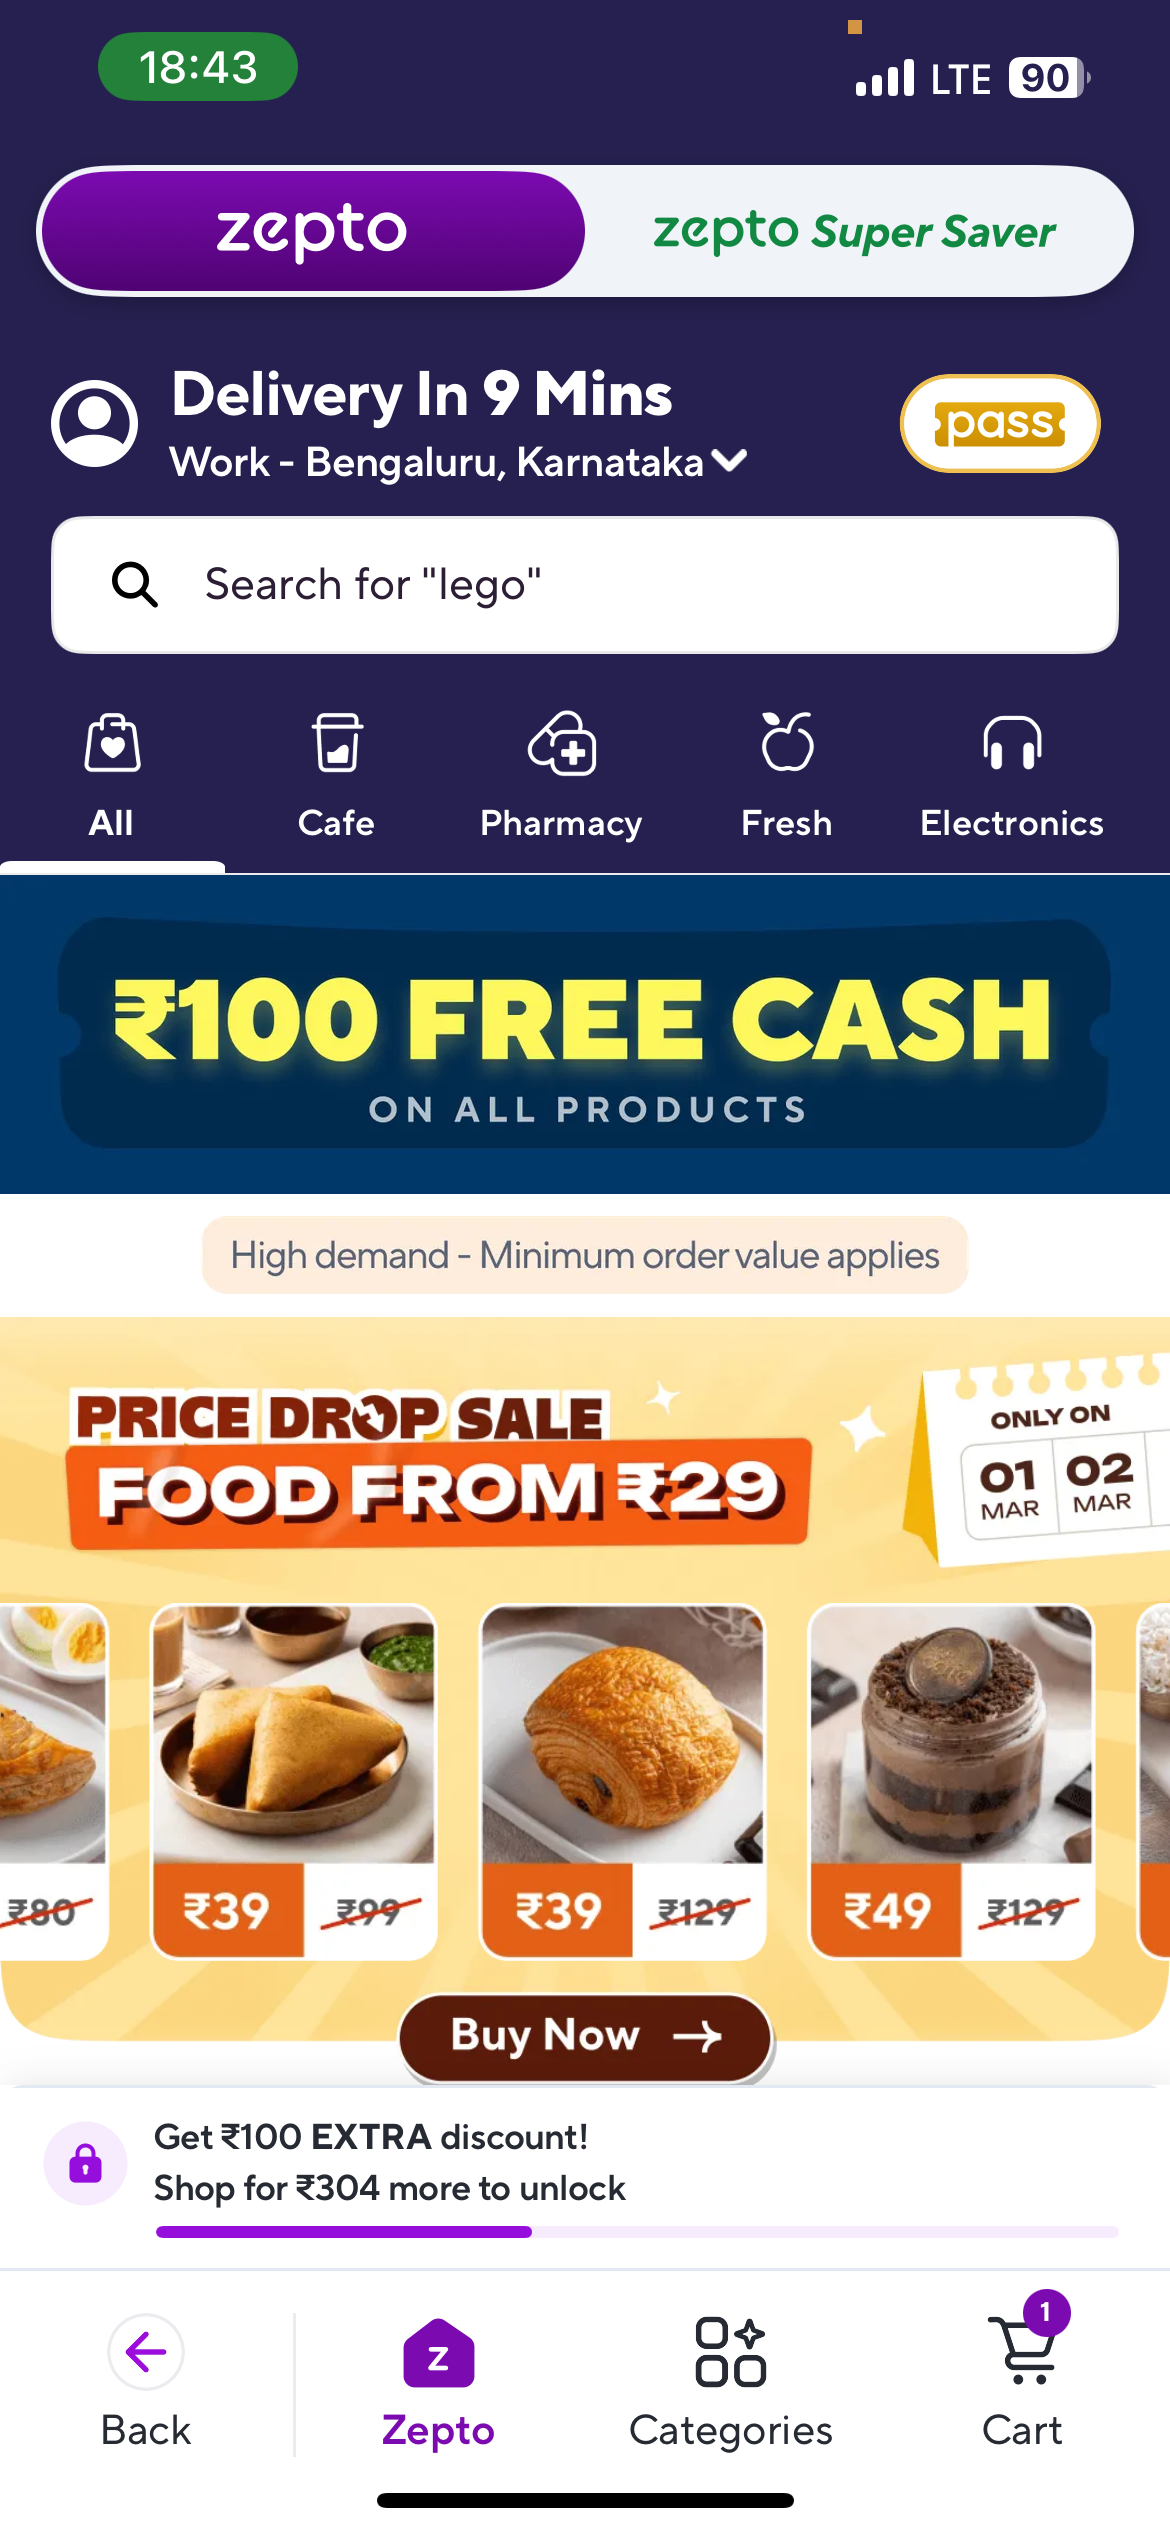 18:43
LTE 90
zepto
zepto Super Saver
Delivery In 9 Mins
Work - Bengaluru, Karnataka
pass
Search for "lego"
All
Cafe
Pharmacy
Fresh
Electronics
₹100 FREE CASH
ON ALL PRODUCTS
High demand - Minimum order value applies
PRICE DROP SALE
FOOD FROM ₹29
ONLY ON
01 MAR
02 MAR
₹80
₹39 ₹99
₹39 ₹129
₹49 ₹129
Buy Now →
Get ₹100 EXTRA discount!
Shop for ₹304 more to unlock
1
Back
z
Zepto
Categories
Cart